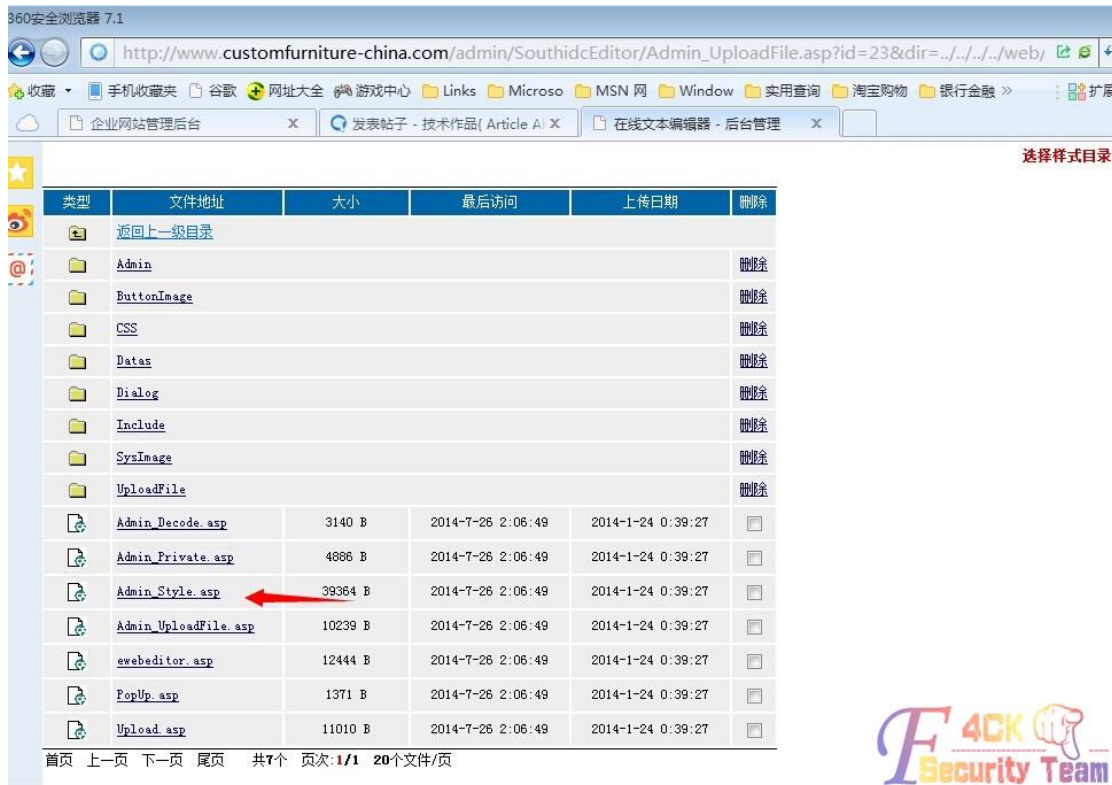 360安全浏览器 7.1
http://www.customfurniture-china.com/admin/SouthidcEditor/Admin_UploadFile.asp?id=23&dir=../../../../web/
收藏 手机收藏夹 谷歌 网址大全 游戏中心 Links Microso MSN 网 Window 实用查询 淘宝购物 银行金融 » 扩展
企业网站管理后台 x 发表帖子 - 技术作品{ Article A x 在线文本编辑器 - 后台管理 x
选择样式目录
类型 文件地址 大小 最后访问 上传日期 删除
返回上一级目录
Admin 删除
ButtonImage 删除
CSS 删除
Datas 删除
Dialog 删除
Include 删除
SysImage 删除
UploadFile 删除
Admin_Decode.asp 3140 B 2014-7-26 2:06:49 2014-1-24 0:39:27
Admin_Private.asp 4886 B 2014-7-26 2:06:49 2014-1-24 0:39:27
Admin_Style.asp 39364 B 2014-7-26 2:06:49 2014-1-24 0:39:27
Admin_UploadFile.asp 10239 B 2014-7-26 2:06:49 2014-1-24 0:39:27
ewebeditor.asp 12444 B 2014-7-26 2:06:49 2014-1-24 0:39:27
PopUp.asp 1371 B 2014-7-26 2:06:49 2014-1-24 0:39:27
Upload.asp 11010 B 2014-7-26 2:06:49 2014-1-24 0:39:27
首页 上一页 下一页 尾页 共7个 页次:1/1 20个文件/页
F4CK
Security Team